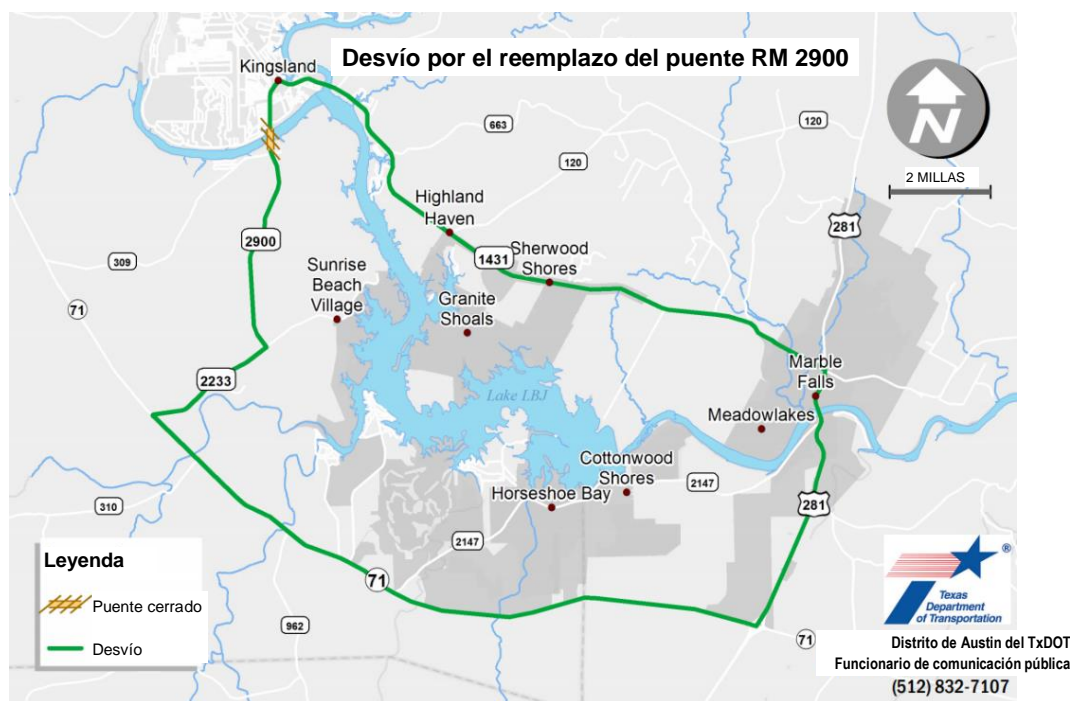 Desvío por el reemplazo del puente RM 2900
Kingsland
663
120
120
N
2 MILLAS
Highland
Haven
281
2900
1431
Sherwood
Shores
309
Sunrise
Beach
Village
Granite
Shoals
71
2233
Marble
Falls
Lake LBJ
Meadowlakes
Cottonwood
Shores
2147
Horseshoe Bay
281
310
2147
71
962
71
Leyenda
Puente cerrado
Desvío
®
Texas
Department
of Transportation
Distrito de Austin del TxDOT
Funcionario de comunicación pública
(512) 832-7107